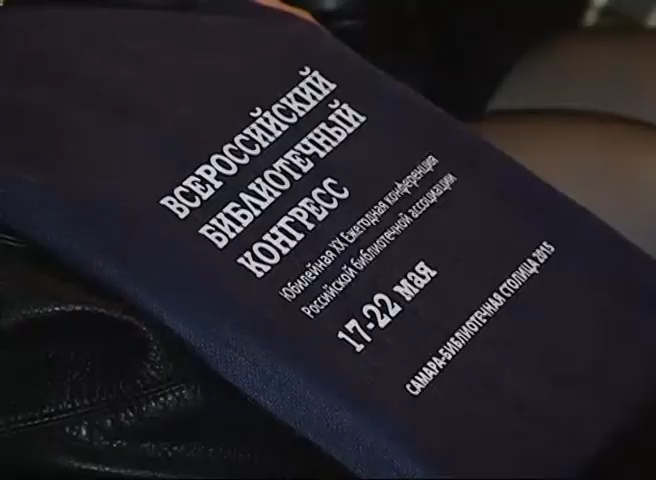 ВСЕРОССИЙСКИЙ
БИБЛИОТЕЧНЫЙ
КОНГРЕСС
Юбилейная XX Ежегодная конференция
Российской библиотечной ассоциации
17-22 мая
САМАРА-БИБЛИОТЕЧНАЯ СТОЛИЦА 2015